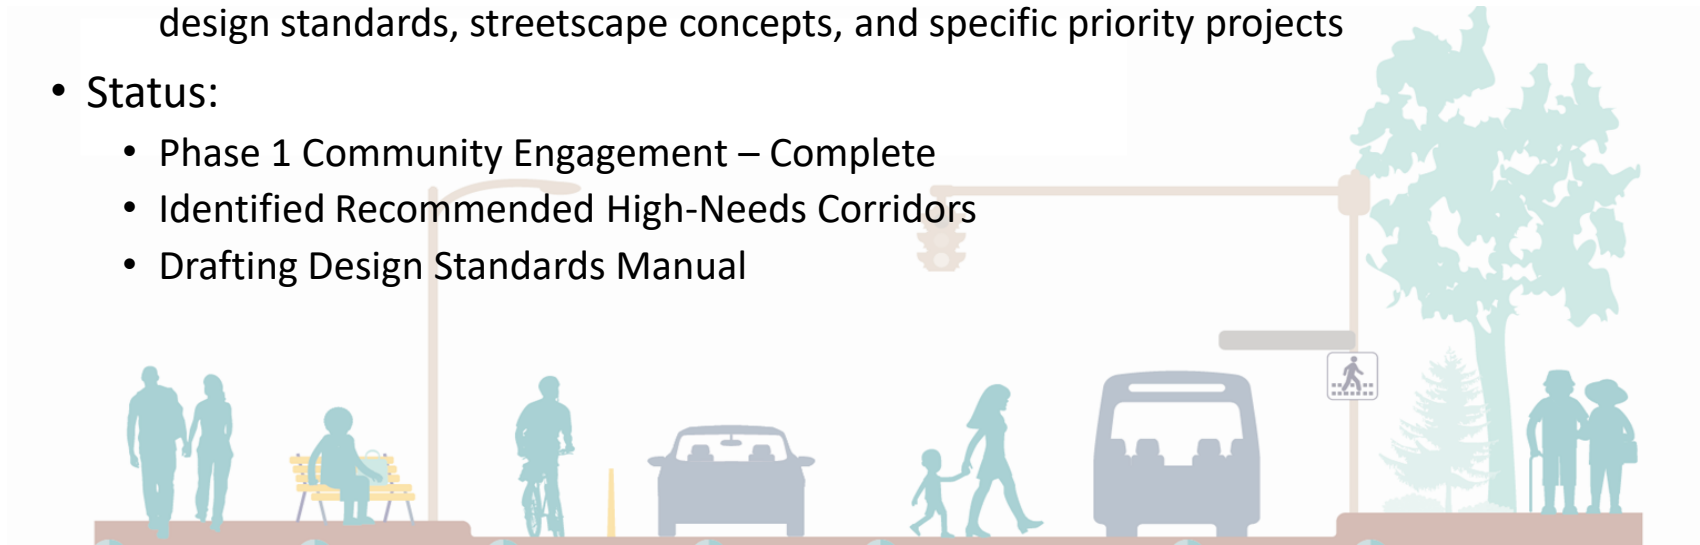 design standards, streetscape concepts, and specific priority projects
• Status:
• Phase 1 Community Engagement – Complete
• Identified Recommended High-Needs Corridors
• Drafting Design Standards Manual